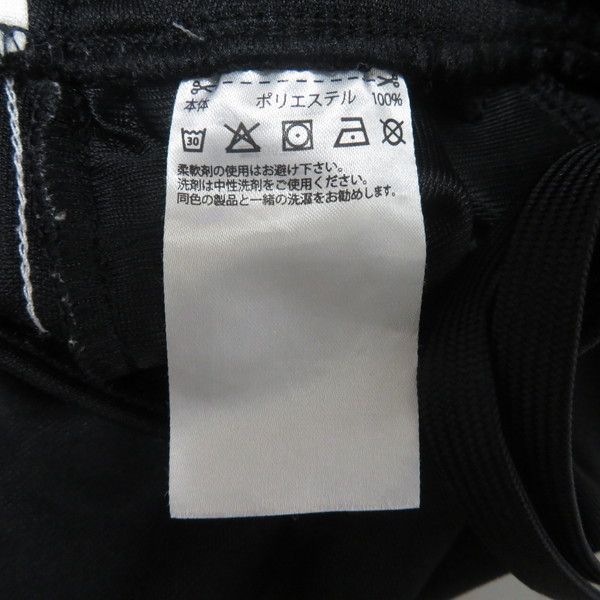 本体 ポリエステル 100%
30
柔軟剤の使用はお避け下さい。
洗剤は中性洗剤をご使用ください。
同色の製品と一緒の洗濯をお勧めします。